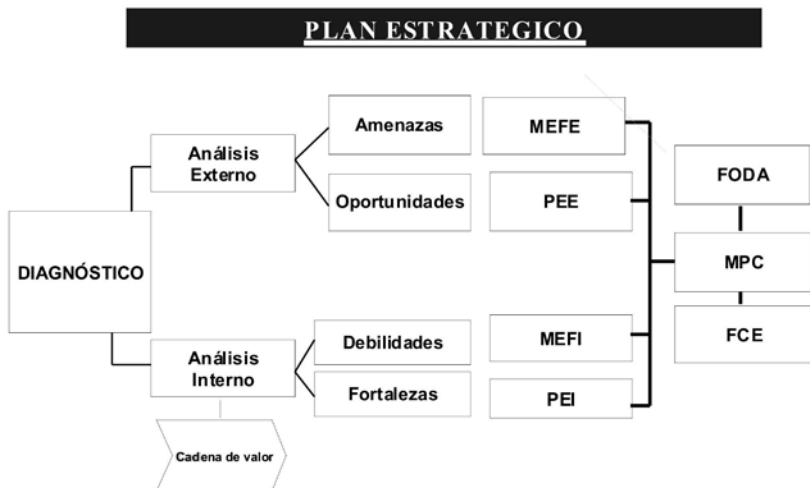 PLAN ESTRATEGICO
Amenazas
MEFE
Análisis
Externo
FODA
Oportunidades
PEE
DIAGNÓSTICO
MPC
Debilidades
MEFI
FCE
Análisis
Interno
Fortalezas
PEI
Cadena de valor